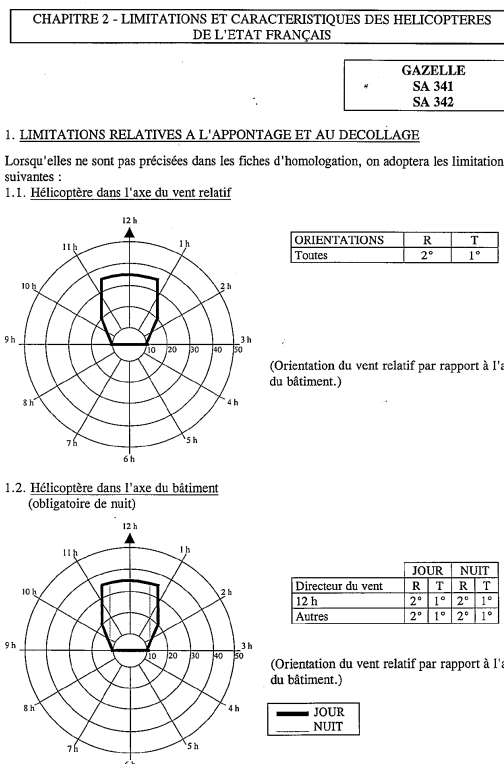 CHAPITRE 2 - LIMITATIONS ET CARACTERISTIQUES DES HELICOPTERES
DE L'ETAT FRANÇAIS
GAZELLE
SA 341
SA 342
1. LIMITATIONS RELATIVES A L'APPONTAGE ET AU DECOLLAGE
Lorsqu'elles ne sont pas précisées dans les fiches d'homologation, on adoptera les limitation
suivantes :
1.1. Hélicoptère dans l'axe du vent relatif
12 h
11 h 1 h
10 h 2 h
9 h 3 h
10 20 30 40 50
8 h 4 h
7 h 5 h
6 h
ORIENTATIONS R T
Toutes 2° 1°
(Orientation du vent relatif par rapport à l'a
du bâtiment.)
1.2. Hélicoptère dans l'axe du bâtiment
(obligatoire de nuit)
12 h
11 h 1 h
10 h 2 h
9 h 3 h
10 20 30 40 50
8 h 4 h
7 h 5 h
6 h
JOUR NUIT
Directeur du vent R T R T
12 h 2° 1° 2° 1°
Autres 2° 1° 2° 1°
(Orientation du vent relatif par rapport à l'a
du bâtiment.)
JOUR
NUIT